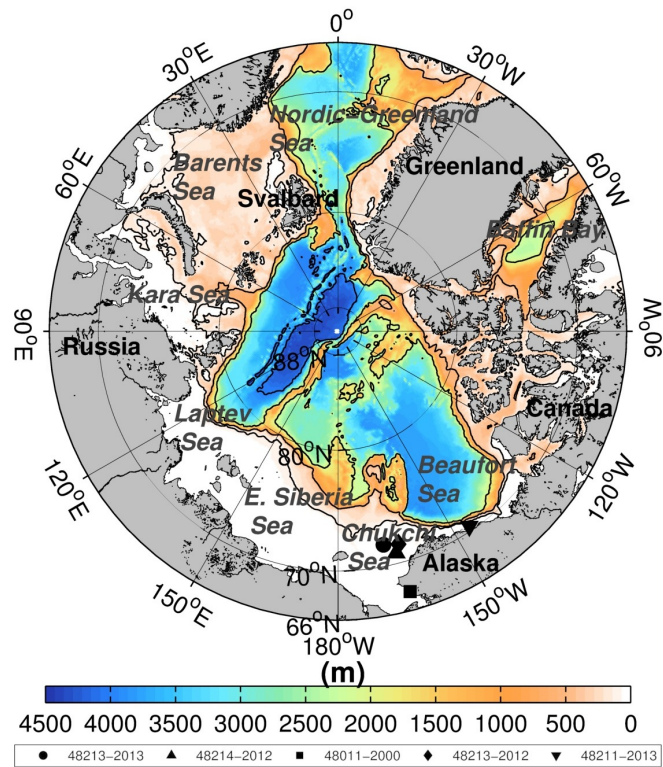 0°
30°E
30°W
Nordic-Greenland
Sea
Barents
Sea
Greenland
60°E
60°W
Svalbard
Baffin Bay
Kara Sea
90°E
90°W
Russia
88°N
Canada
Laptev
Sea
80°N
Beaufort
Sea
120°E
120°W
E. Siberia
Sea
Chukchi
Sea
Alaska
70°N
150°E
150°W
66°N
180°W
(m)
4500 4000 3500 3000 2500 2000 1500 1000 500 0
48213-2013 48214-2012 48011-2000 48213-2012 48211-2013